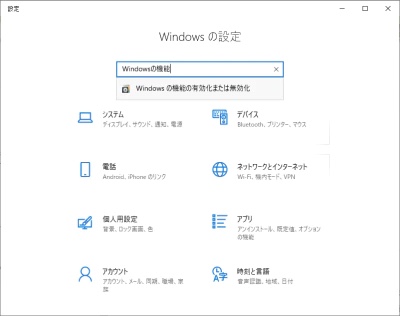 設定
Windows の設定
Windowsの機能
Windows の機能の有効化または無効化
システム
ディスプレイ、サウンド、通知、電源
デバイス
Bluetooth、プリンター、マウス
電話
Android、iPhone のリンク
ネットワークとインターネット
Wi-Fi、機内モード、VPN
個人用設定
背景、ロック画面、色
アプリ
アンインストール、既定値、オプション
の機能
アカウント
アカウント、メール、同期、職場、家
族
時刻と言語
音声認識、地域、日付